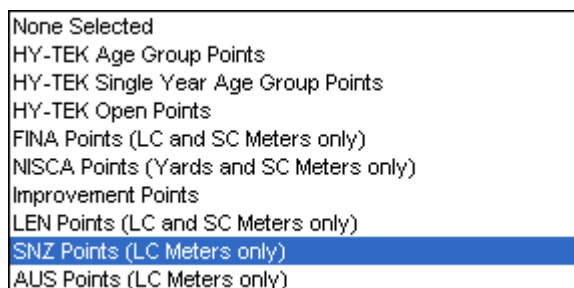 None Selected
HY-TEK Age Group Points
HY-TEK Single Year Age Group Points
HY-TEK Open Points
FINA Points (LC and SC Meters only)
NISCA Points (Yards and SC Meters only)
Improvement Points
LEN Points (LC and SC Meters only)
SNZ Points (LC Meters only)
AUS Points (LC Meters only)